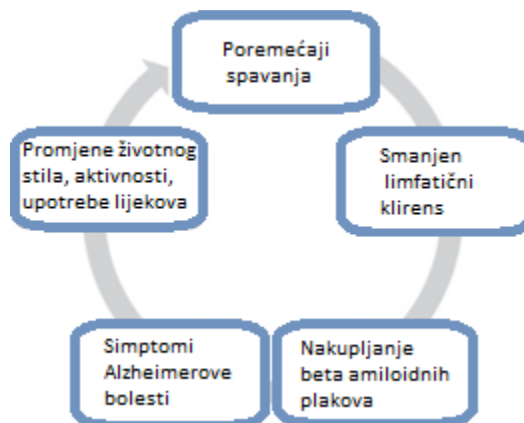 Poremećaji
spavanja
Smanjen
limfatični
klirens
Nakupljanje
beta amiloidnih
plakova
Simptomi
Alzheimerove
bolesti
Promjene životnog
stila, aktivnosti,
upotrebe lijekova